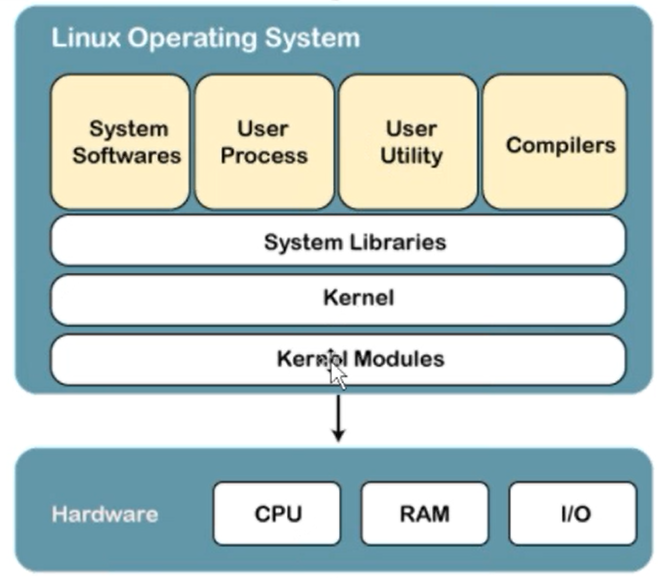 Linux Operating System
System
Softwares
User
Process
User
Utility
Compilers
System Libraries
Kernel
Kernel Modules
Hardware
CPU
RAM
I/O